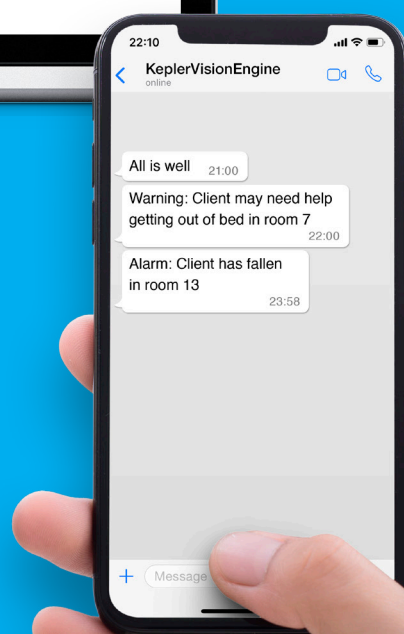 22:10
KeplerVisionEngine
online
All is well 21:00
Warning: Client may need help
getting out of bed in room 7
22:00
Alarm: Client has fallen
in room 13
23:58
Message